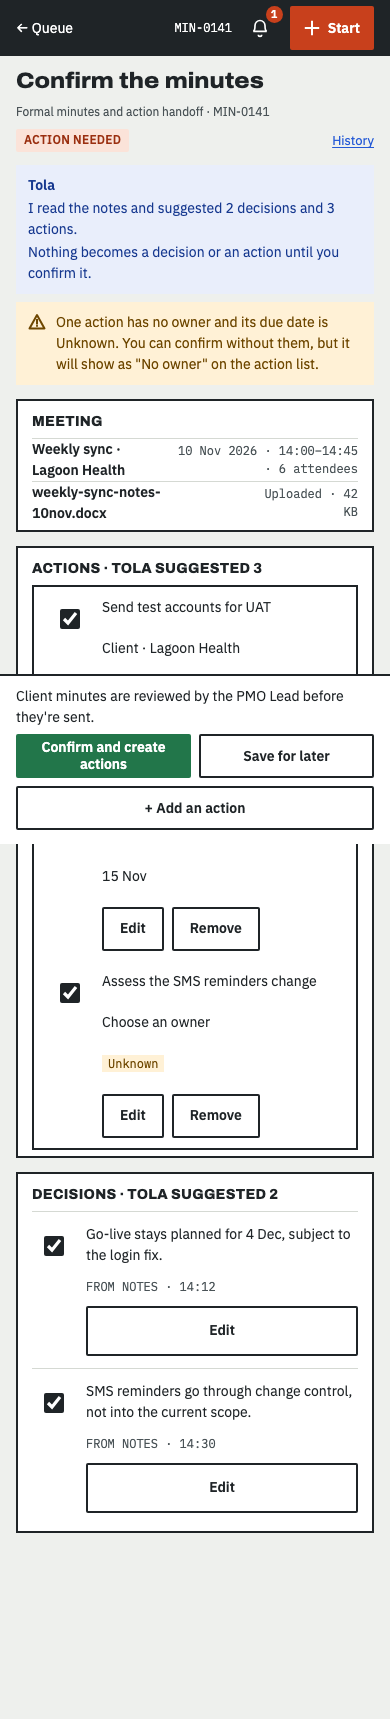 ← Queue
MIN-0141
1
+ Start
Confirm the minutes
Formal minutes and action handoff · MIN-0141
ACTION NEEDED
History
Tola
I read the notes and suggested 2 decisions and 3
actions.
Nothing becomes a decision or an action until you
confirm it.
One action has no owner and its due date is
Unknown. You can confirm without them, but it
will show as "No owner" on the action list.
MEETING
Weekly sync ·
Lagoon Health
10 Nov 2026 · 14:00–14:45
· 6 attendees
weekly-sync-notes-
10nov.docx
Uploaded · 42
KB
ACTIONS · TOLA SUGGESTED 3
Send test accounts for UAT
Client · Lagoon Health
Client minutes are reviewed by the PMO Lead before
they're sent.
Confirm and create
actions
Save for later
+ Add an action
15 Nov
Edit
Remove
Assess the SMS reminders change
Choose an owner
Unknown
Edit
Remove
DECISIONS · TOLA SUGGESTED 2
Go-live stays planned for 4 Dec, subject to
the login fix.
FROM NOTES · 14:12
Edit
SMS reminders go through change control,
not into the current scope.
FROM NOTES · 14:30
Edit